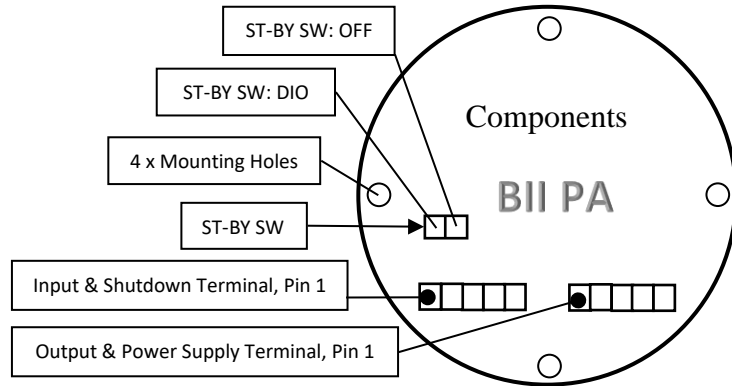 ST-BY SW: OFF
ST-BY SW: DIO
Components
4 x Mounting Holes
BII PA
ST-BY SW
Input & Shutdown Terminal, Pin 1
Output & Power Supply Terminal, Pin 1